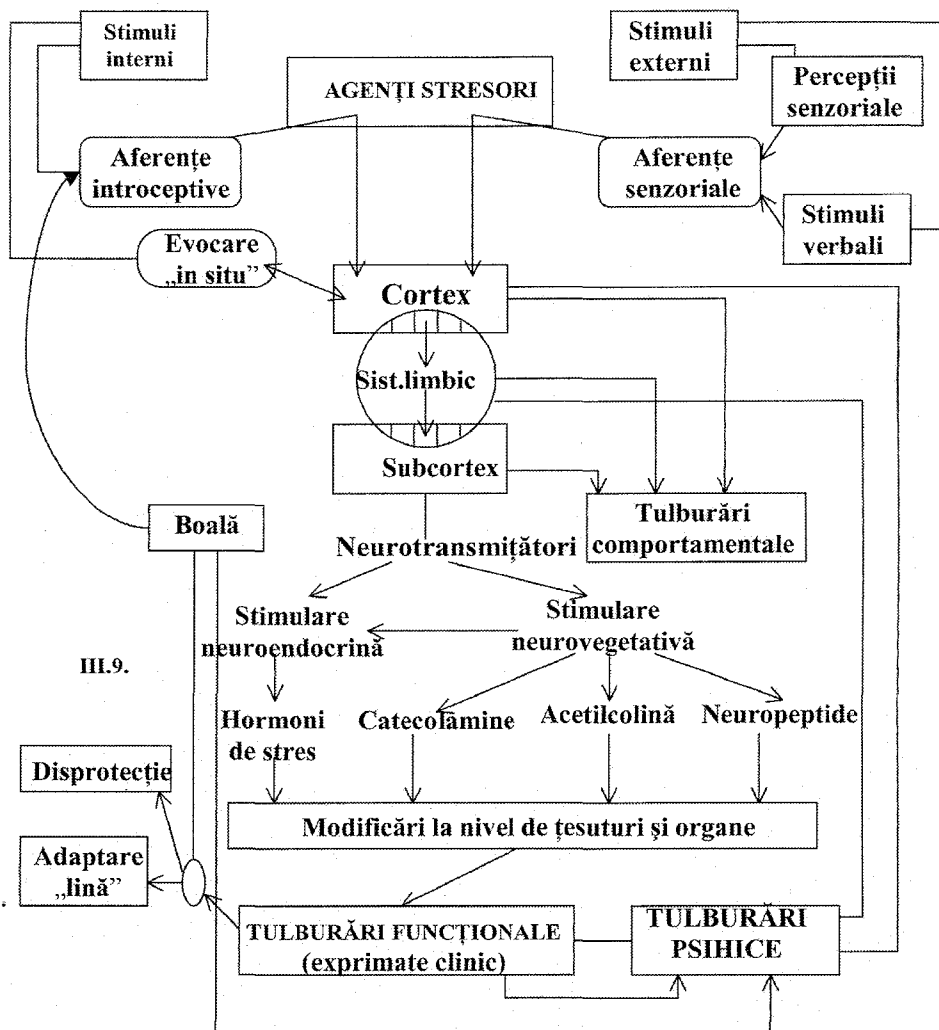 Stimuli
interni
Stimuli
externi
AGENȚI STRESORI
Percepții
senzoriale
Aferențe
introceptive
Aferențe
senzoriale
Stimuli
verbali
Evocare
„in situ”
Cortex
Sist.limbic
Subcortex
Boală
Tulburări
comportamentale
Neurotransmițători
Stimulare
neuroendocrină
Stimulare
neurovegetativă
III.9.
Hormoni
de stres
Catecolamine
Acetilcolină
Neuropeptide
Disprotecție
Modificări la nivel de țesuturi și organe
Adaptare
„lină”
TULBURĂRI FUNCȚIONALE
(exprimate clinic)
TULBURĂRI
PSIHICE